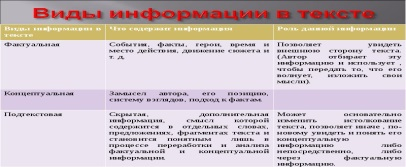 Виды информации в тексте
Виды информации в
тексте
Что содержит информация
Роль данной информации
Фактуальная
События, факты, герои, время и
место действия, движение сюжета и
т. д.
Позволяет увидеть
внешнюю сторону текста.
(Автор отбирает эту
информацию и использует ,
чтобы передать то, что его
волнует, изложить свои
мысли).
Концептуальная
Замысел автора, его позицию,
систему взглядов, подход к фактам.
Подтекстовая
Скрытая, дополнительная
информация, смысл которой
содержится в отдельных словах,
предложениях, фрагментах текста и
становится понятным лишь в
процессе переработки и анализа
фактуальной и концептуальной
информации.
Может основательно
изменить истолкование
текста, позволяет иначе , по-
новому увидеть и понять его
концептуальную
информацию либо
непосредственно, либо
через фактуальную
информацию.